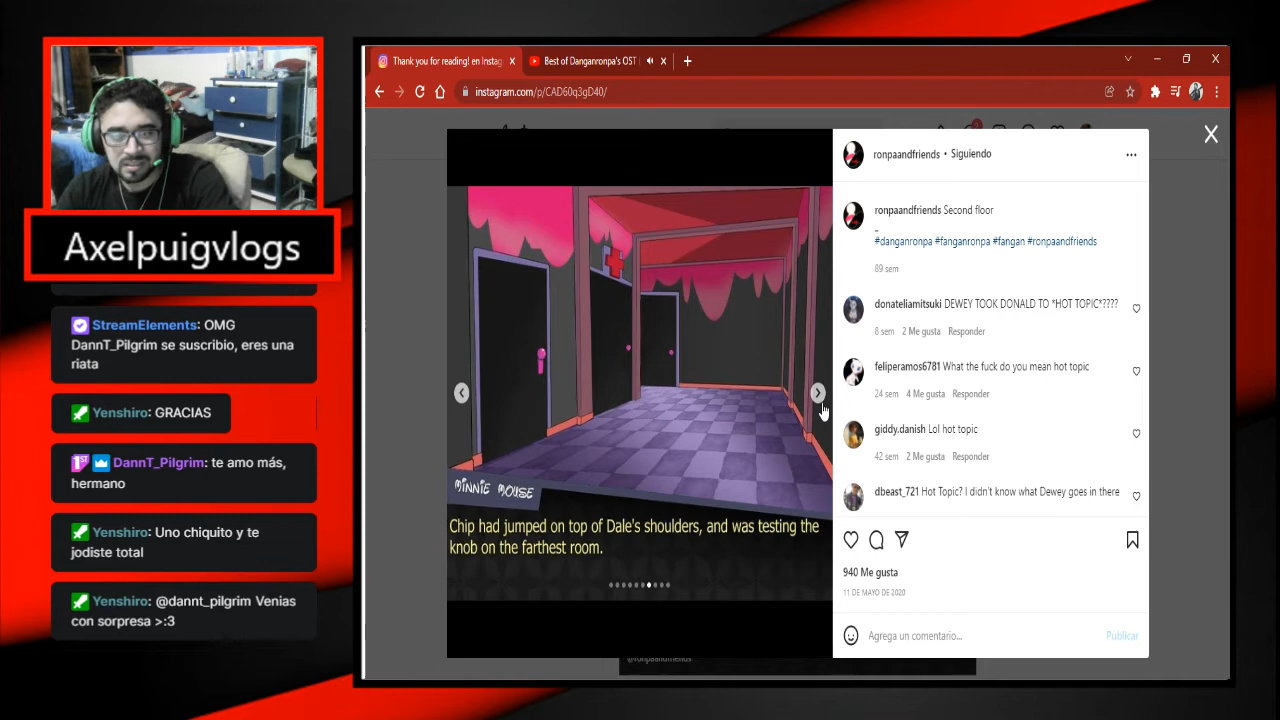 Axelpuigvlogs
StreamElements: OMG
DannT_Pilgrim se suscribio, eres una
riata
Yenshiro: GRACIAS
1ST DannT_Pilgrim: te amo más,
hermano
Yenshiro: Uno chiquito y te
jodiste total
Yenshiro: @dannt_pilgrim Venias
con sorpresa >:3
Thank you for reading! en Instag
Best of Danganronpa's OST
instagram.com/p/CAD60q3gD40/
MINNIE MOUSE
Chip had jumped on top of Dale's shoulders, and was testing the
knob on the farthest room.
ronpaandfriends • Siguiendo
ronpaandfriends Second floor
_
#danganronpa #fanganronpa #fangan #ronpaandfriends
89 sem
donateliamitsuki DEWEY TOOK DONALD TO *HOT TOPIC*????
8 sem 2 Me gusta Responder
feliperamos6781 What the fuck do you mean hot topic
24 sem 4 Me gusta Responder
giddy.danish Lol hot topic
42 sem 2 Me gusta Responder
dbeast_721 Hot Topic? I didn't know what Dewey goes in there
940 Me gusta
11 DE MAYO DE 2020
Agrega un comentario...
Publicar
@ronpaandfriends